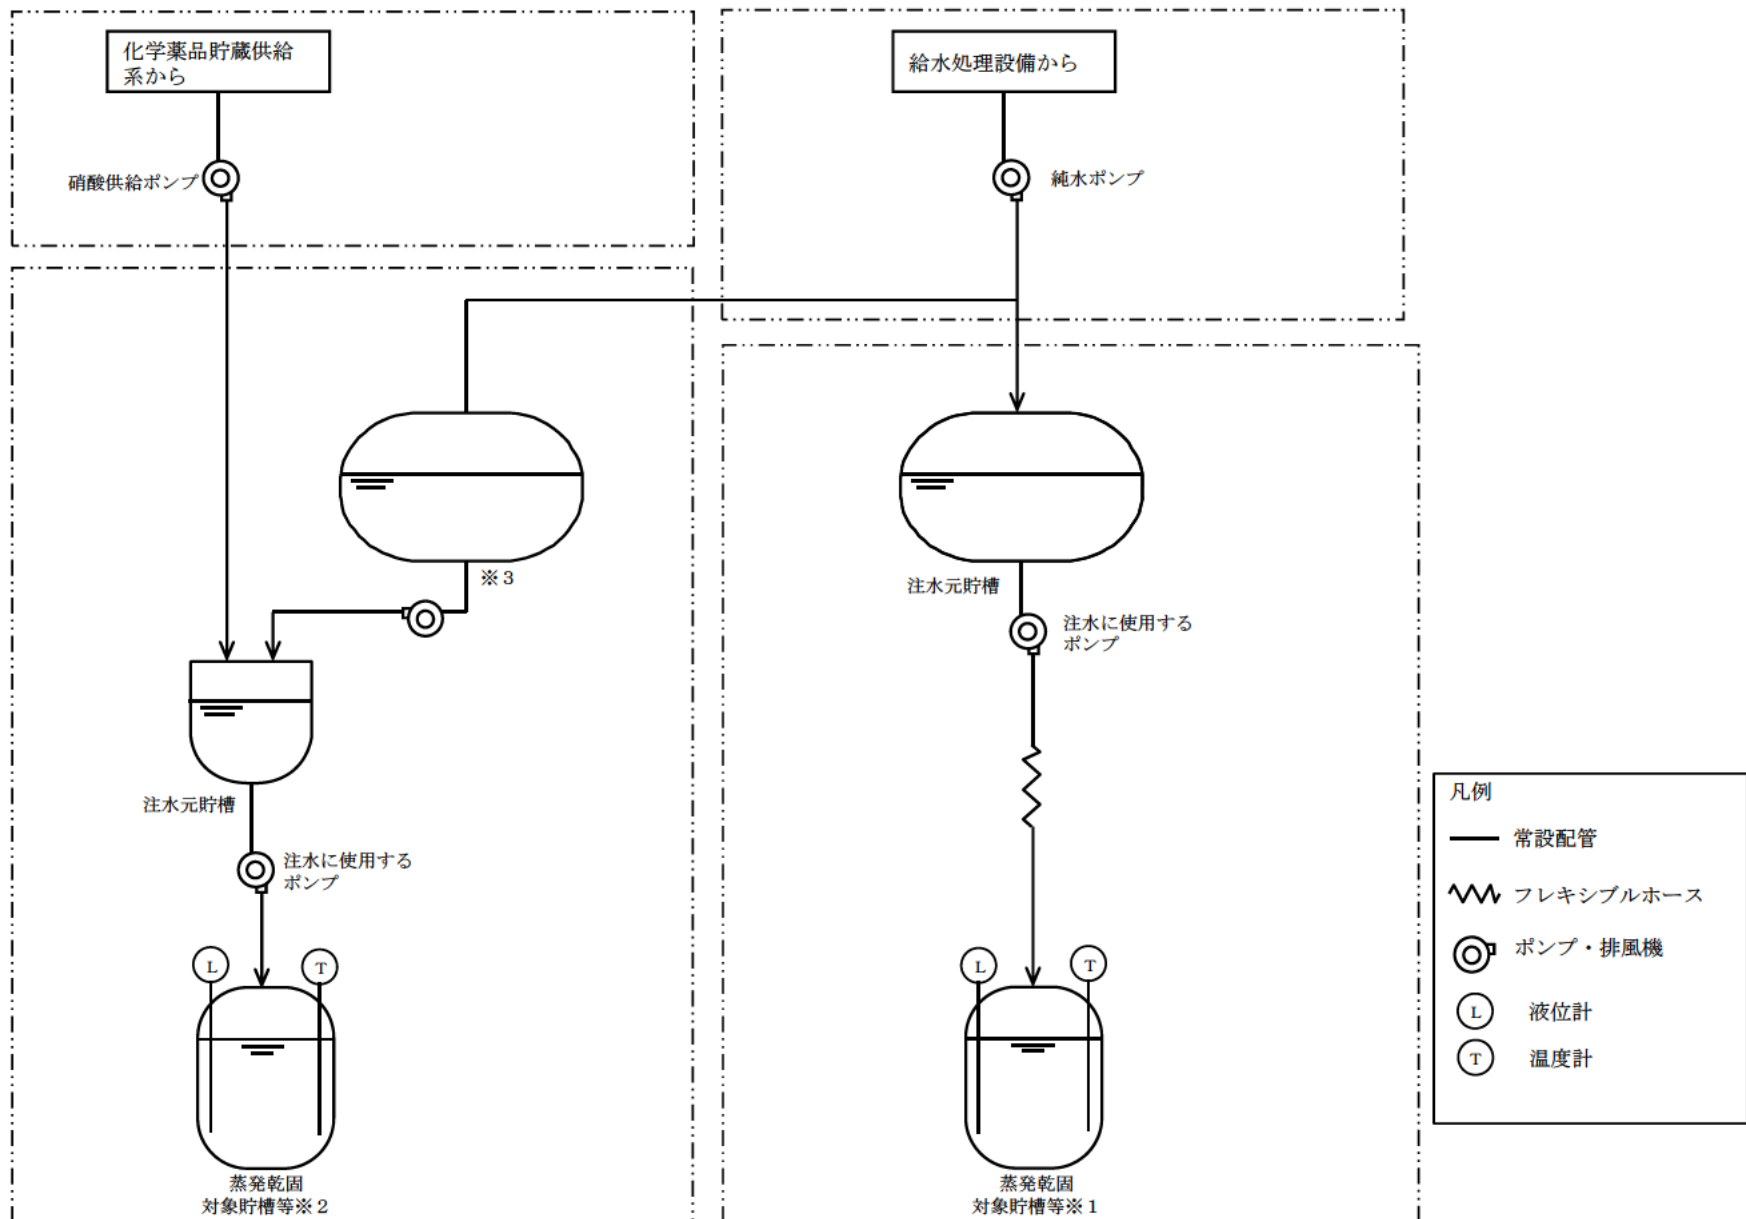 化学薬品貯蔵供給
系から
給水処理設備から
硝酸供給ポンプ
純水ポンプ
※3
注水元貯槽
注水に使用する
ポンプ
注水元貯槽
注水に使用する
ポンプ
L
T
L
T
蒸発乾固
対象貯槽等※2
蒸発乾固
対象貯槽等※1
凡例
常設配管
フレキシブルホース
ポンプ・排風機
L 液位計
T 温度計